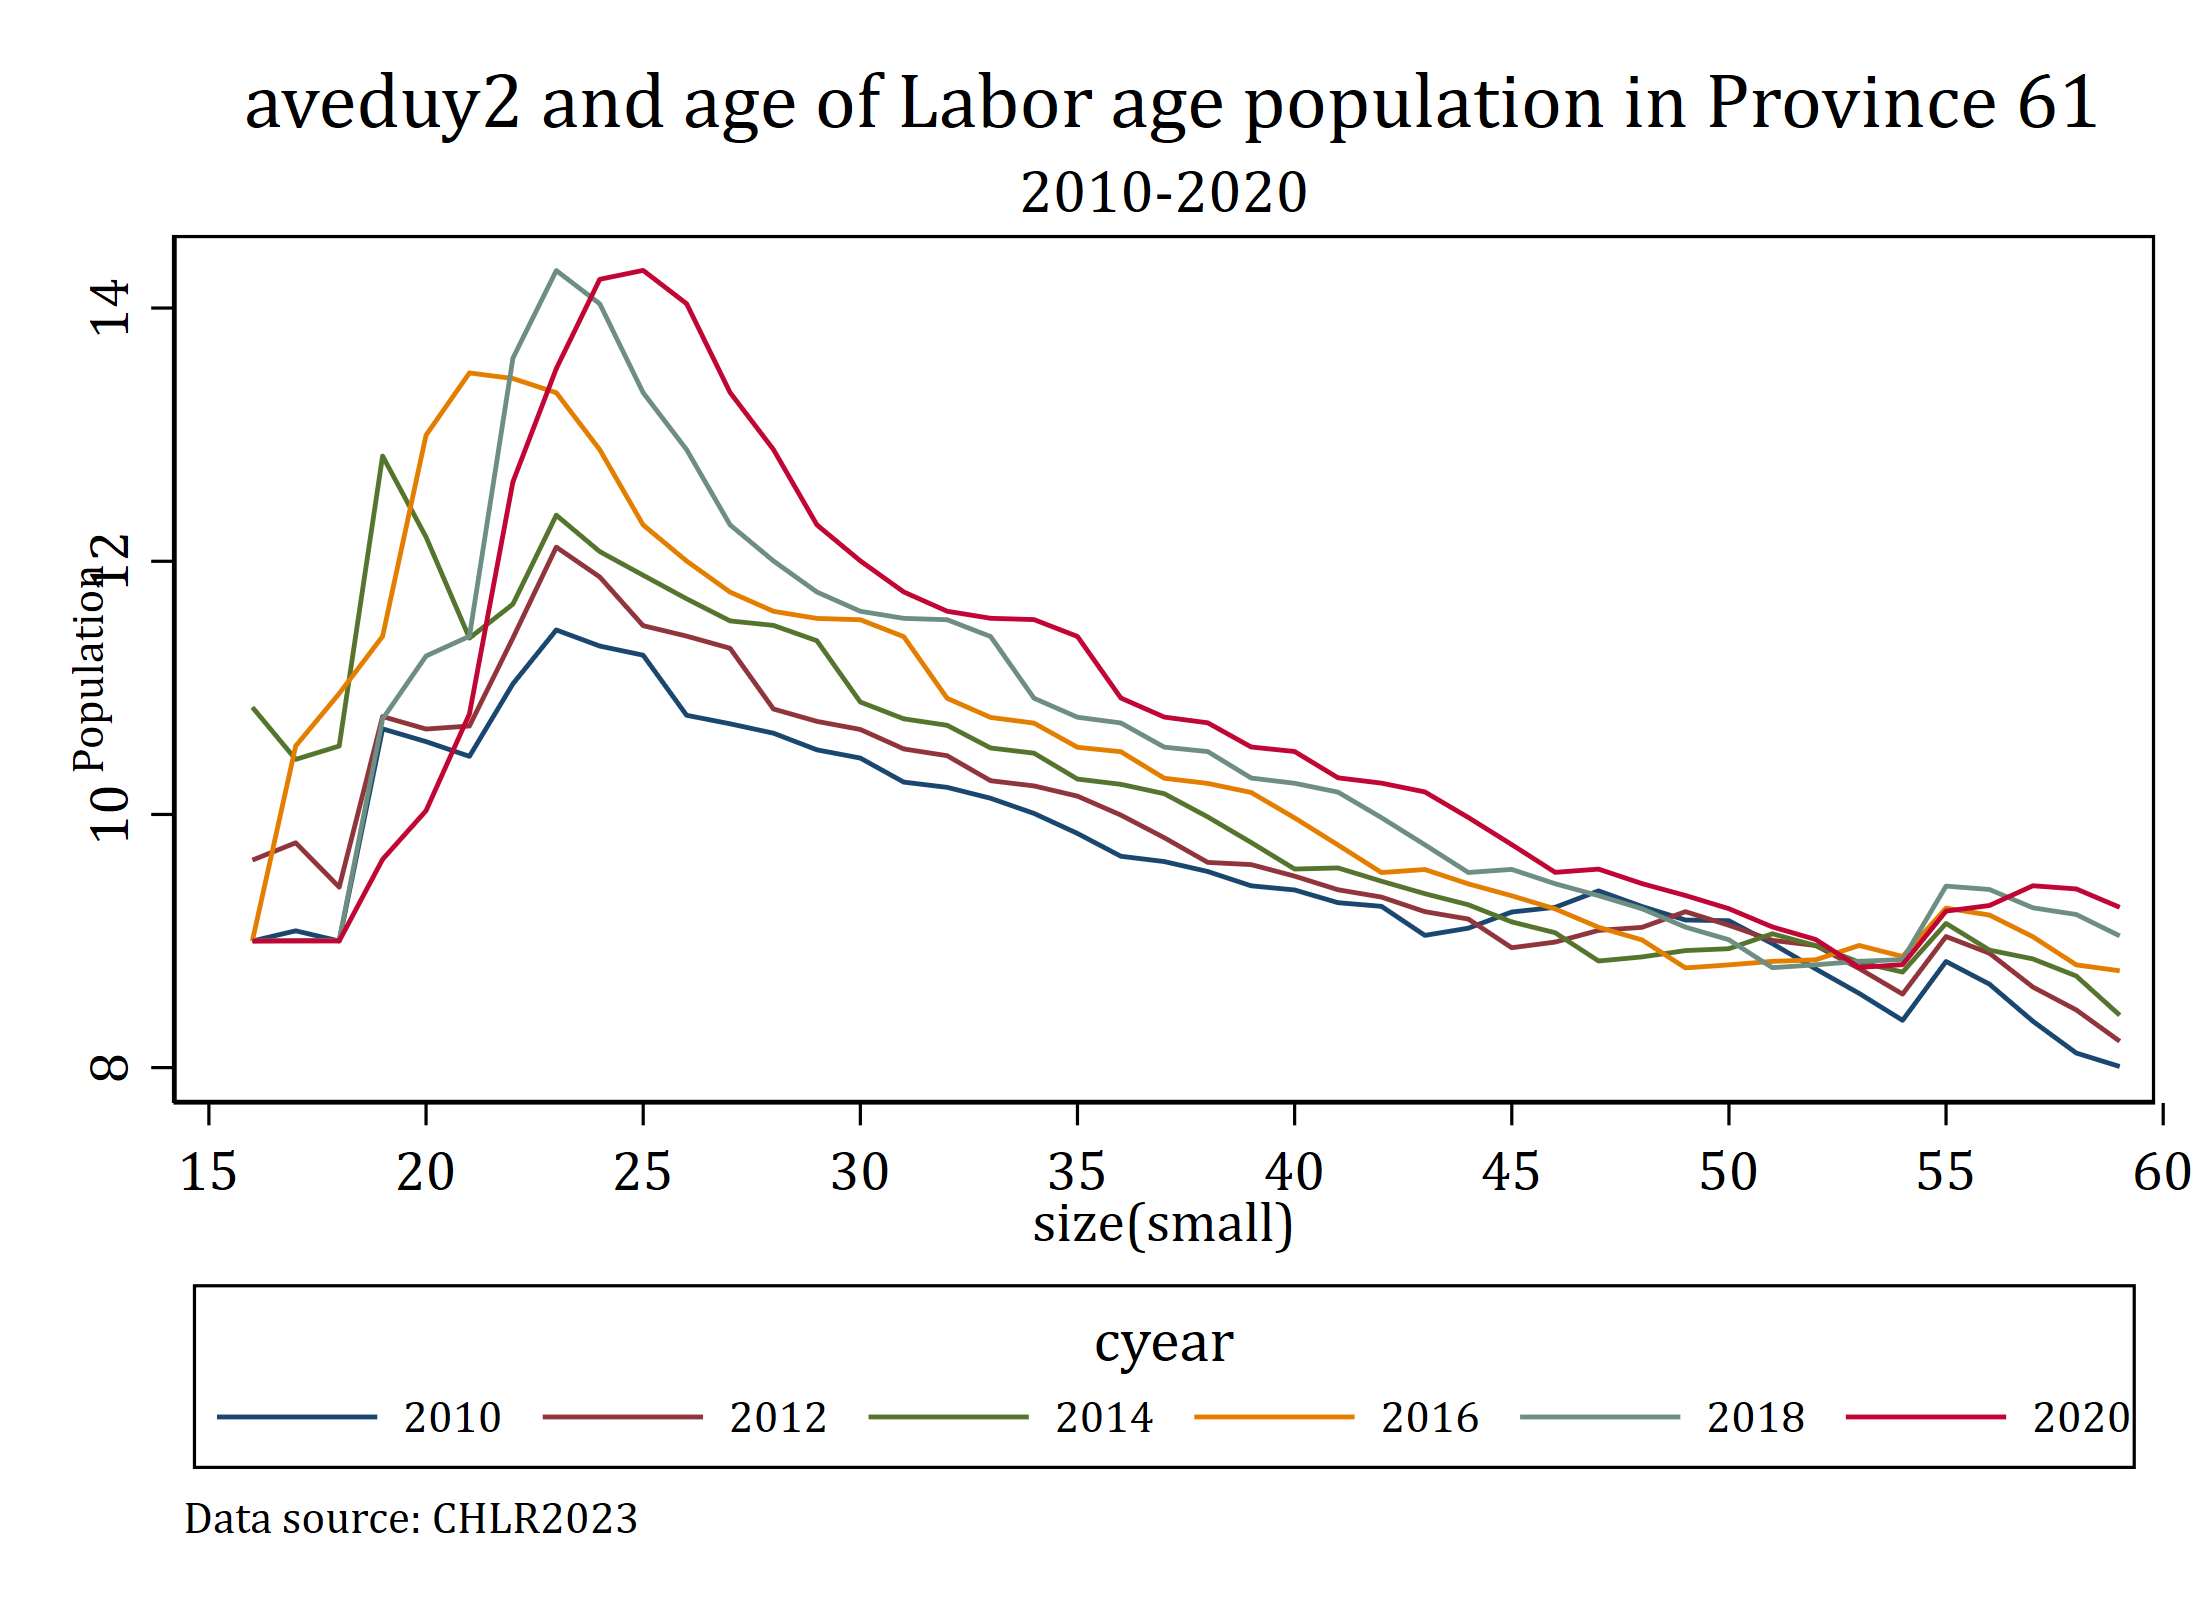 aveduy2 and age of Labor age population in Province 61
2010-2020
Population
14
12
10
8
15 20 25 30 35 40 45 50 55 60
size(small)
cyear
2010 2012 2014 2016 2018 2020
Data source: CHLR2023